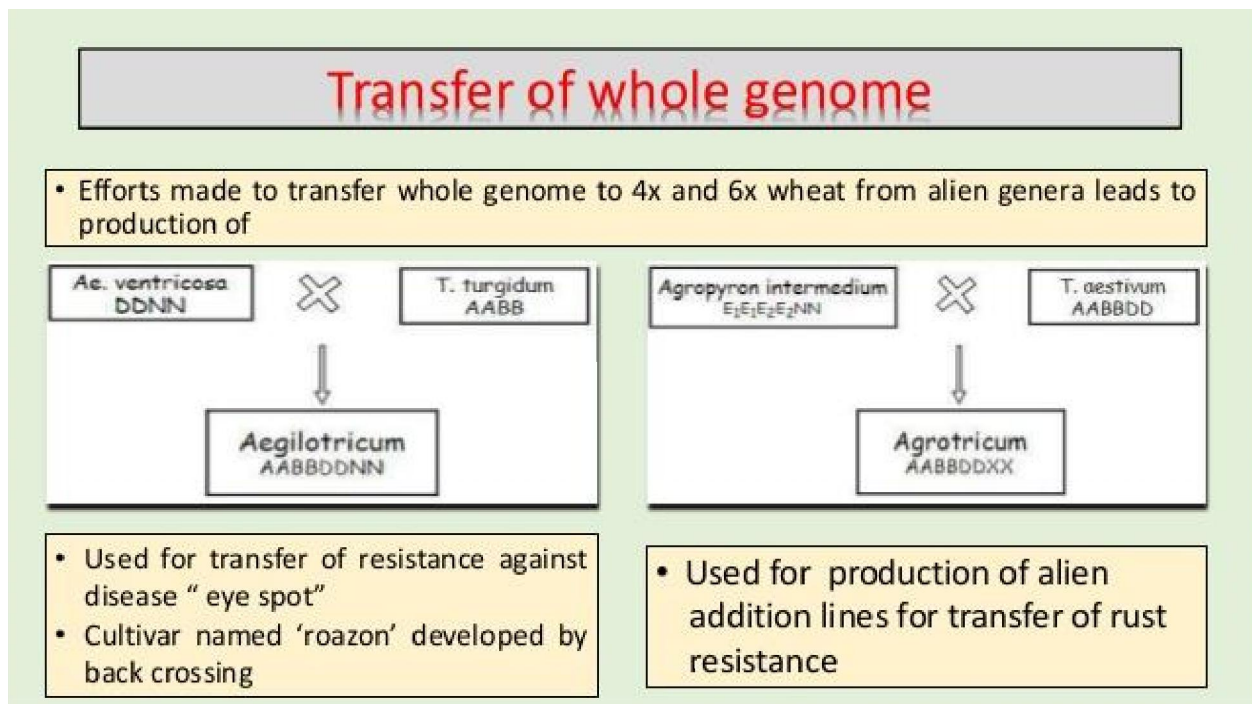 Transfer of whole genome
• Efforts made to transfer whole genome to 4x and 6x wheat from alien genera leads to
production of
Ae. ventricosa
DDNN
T. turgidum
AABB
Aegilotricum
AABBDDNN
Agropyron intermedium
E₁E₁E₂E₂NN
T. aestivum
AABBDD
Agrotricum
AABBDDXX
• Used for transfer of resistance against
disease “ eye spot”
• Cultivar named ‘roazon’ developed by
back crossing
• Used for production of alien
addition lines for transfer of rust
resistance